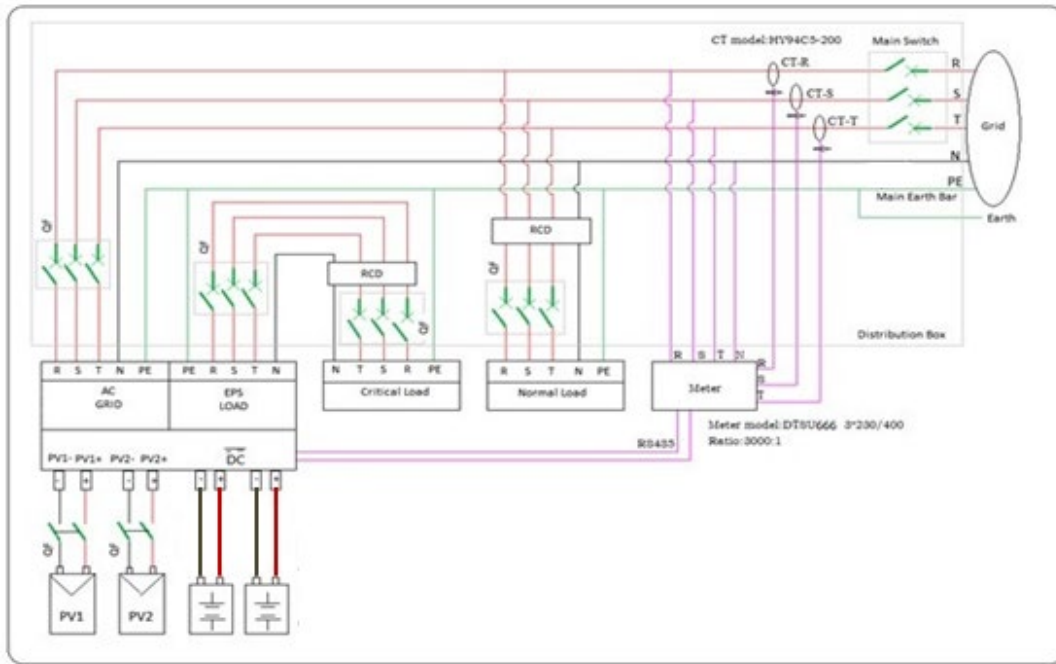 CT model:HY94C5-200
Main Switch
CT-R
R
CT-S
S
CT-T
T
Grid
N
PE
Main Earth Bar
Earth
QF
QF
RCD
QF
RCD
QF
Distribution Box
R S T N PE PE R S T N
N T S R
R S T N PE
R S T N
R
S
T
AC
GRID
EPS
LOAD
Critical Load
Normal Load
Meter
Meter model:DTSU666 3*230/400
Ratio:3000:1
RS485
PV1- PV1+ PV2- PV2+
DC
- + - + - + - +
QF
QF
PV1
PV2